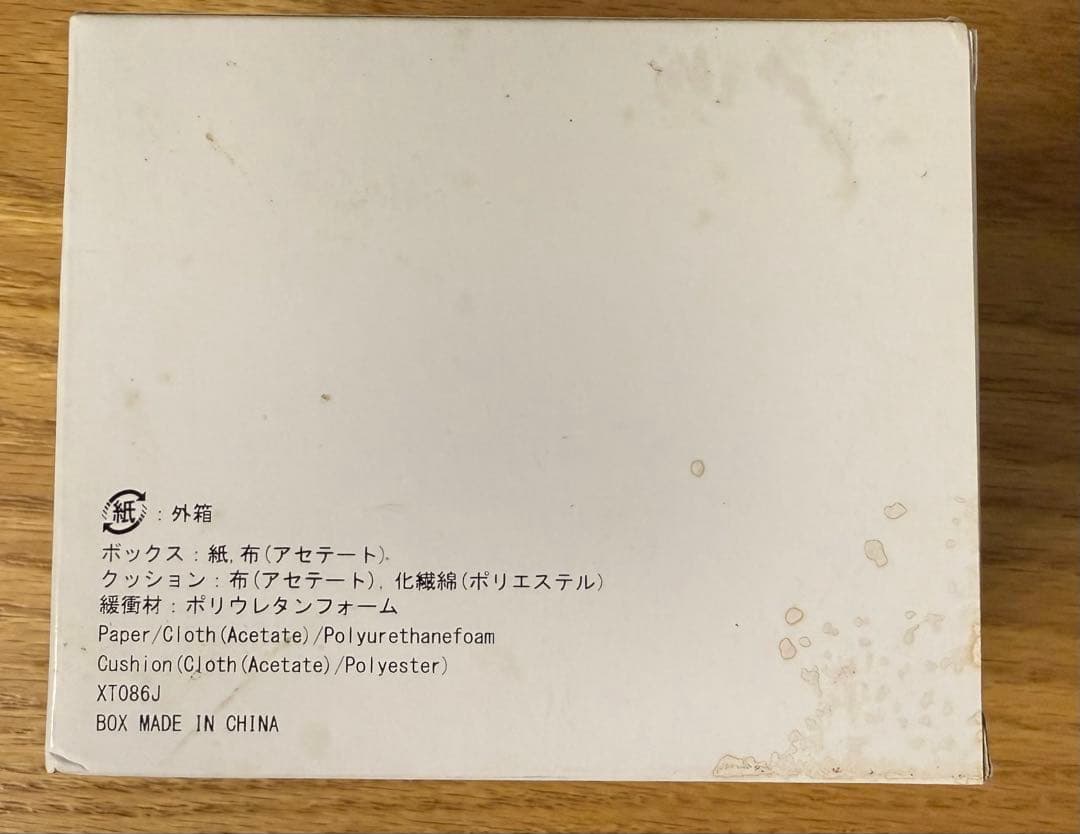 紙 : 外箱
ボックス : 紙, 布(アセテート).
クッション : 布(アセテート), 化繊綿(ポリエステル)
緩衝材 : ポリウレタンフォーム
Paper/Cloth(Acetate)/Polyurethanefoam
Cushion(Cloth(Acetate)/Polyester)
XT086J
BOX MADE IN CHINA